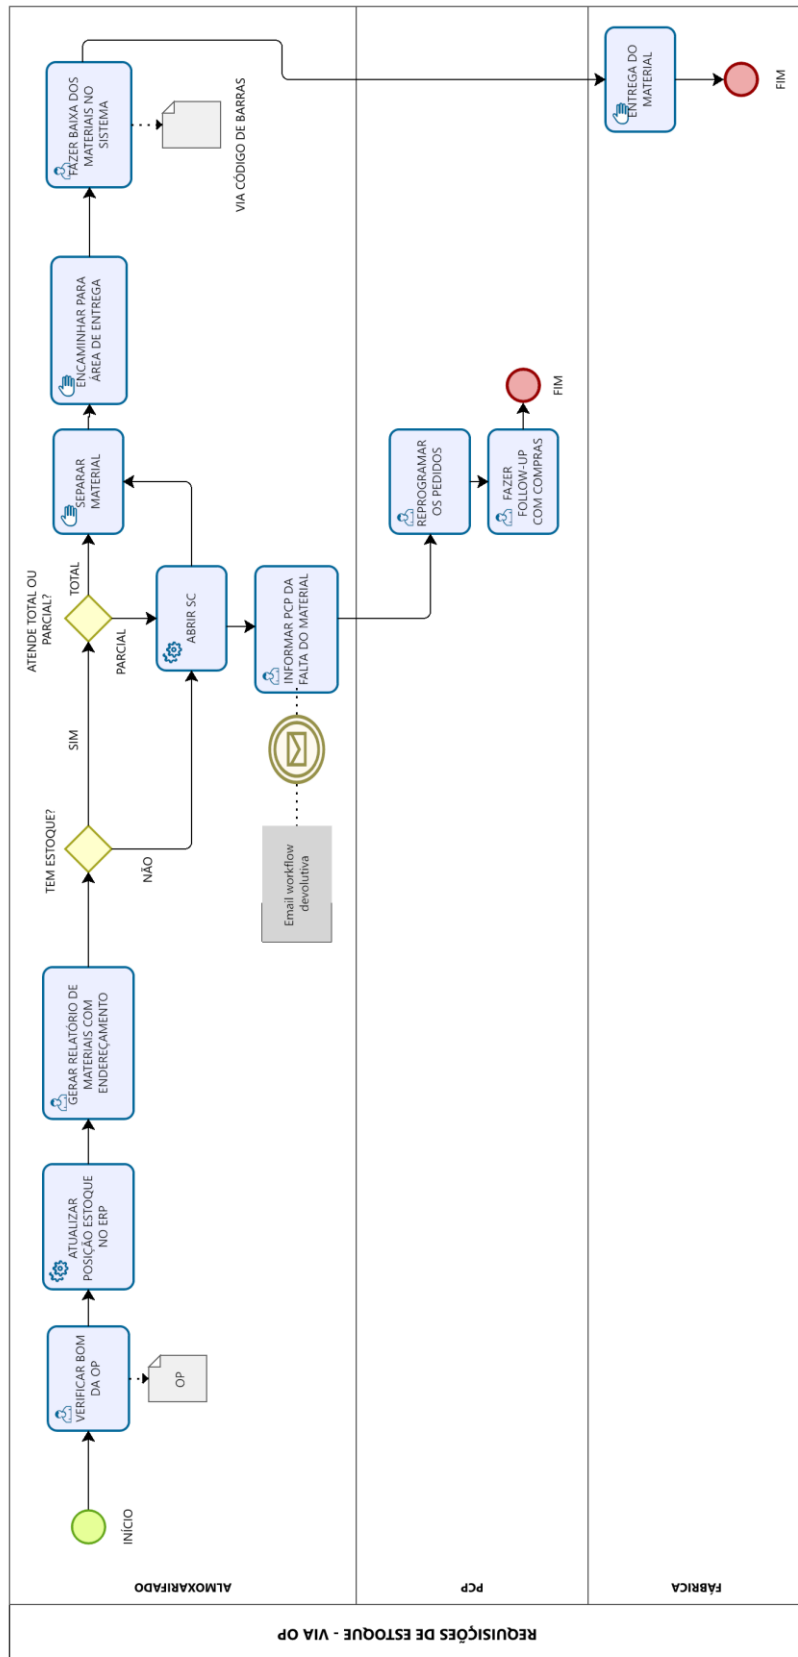 REQUISIÇÕES DE ESTOQUE - VIA OP
ALMOXARIFADO
INÍCIO
VERIFICAR BOM
DA OP
OP
ATUALIZAR
POSIÇÃO ESTOQUE
NO ERP
GERAR RELATÓRIO DE
MATERIAIS COM
ENDEREÇAMENTO
TEM ESTOQUE?
SIM
NÃO
ATENDE TOTAL OU
PARCIAL?
TOTAL
PARCIAL
ABRIR SC
INFORMAR PCP DA
FALTA DO MATERIAL
Email workflow
devolutiva
SEPARAR
MATERIAL
ENCAMINHAR PARA
ÁREA DE ENTREGA
FAZER BAIXA DOS
MATERIAIS NO
SISTEMA
VIA CÓDIGO DE BARRAS
PCP
REPROGRAMAR
OS PEDIDOS
FAZER
FOLLOW-UP
COM COMPRAS
FIM
FÁBRICA
ENTREGA DO
MATERIAL
FIM